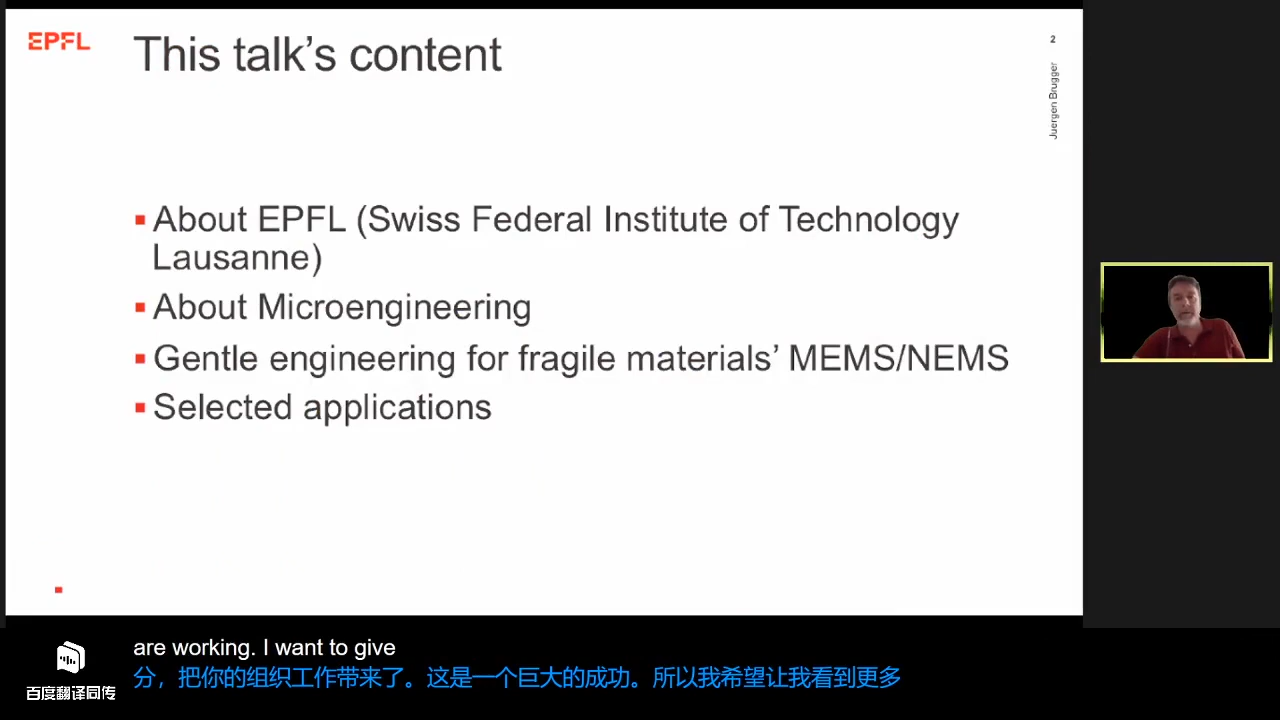 EPFL
This talk's content
2
Juergen Brugger
About EPFL (Swiss Federal Institute of Technology
Lausanne)
About Microengineering
Gentle engineering for fragile materials' MEMS/NEMS
Selected applications
are working. I want to give
分，把你的组织工作带来了。这是一个巨大的成功。所以我希望让我看到更多
百度翻译同传